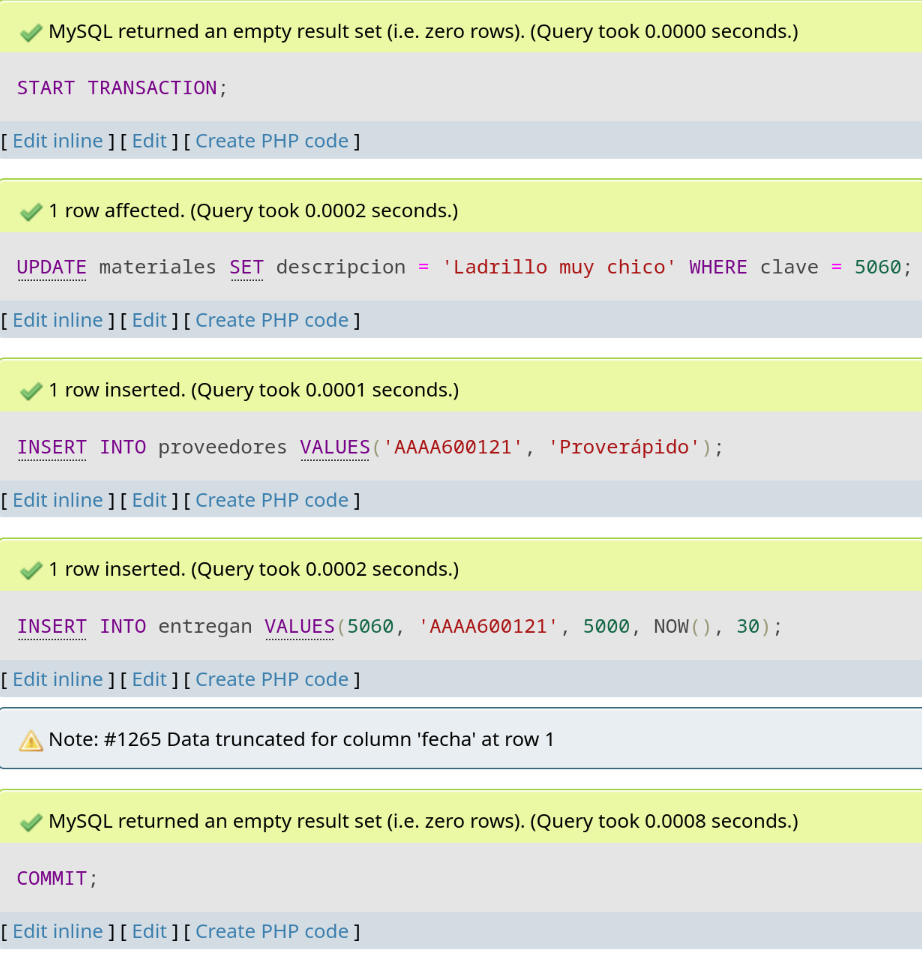 MySQL returned an empty result set (i.e. zero rows). (Query took 0.0000 seconds.)
START TRANSACTION;
[ Edit inline ] [ Edit ] [ Create PHP code ]
1 row affected. (Query took 0.0002 seconds.)
UPDATE materiales SET descripcion = 'Ladrillo muy chico' WHERE clave = 5060;
[ Edit inline ] [ Edit ] [ Create PHP code ]
1 row inserted. (Query took 0.0001 seconds.)
INSERT INTO proveedores VALUES('AAAA600121', 'Proverápido');
[ Edit inline ] [ Edit ] [ Create PHP code ]
1 row inserted. (Query took 0.0002 seconds.)
INSERT INTO entregan VALUES(5060, 'AAAA600121', 5000, NOW(), 30);
[ Edit inline ] [ Edit ] [ Create PHP code ]
Note: #1265 Data truncated for column 'fecha' at row 1
MySQL returned an empty result set (i.e. zero rows). (Query took 0.0008 seconds.)
COMMIT;
[ Edit inline ] [ Edit ] [ Create PHP code ]